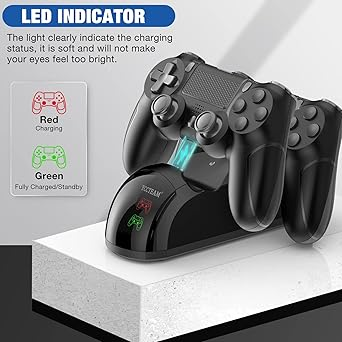 LED INDICATOR
The light clearly indicate the charging
status, it is soft and will not make
your eyes feel too bright.
Red
Charging
Green
Fully Charged/Standby
YCCTEAM